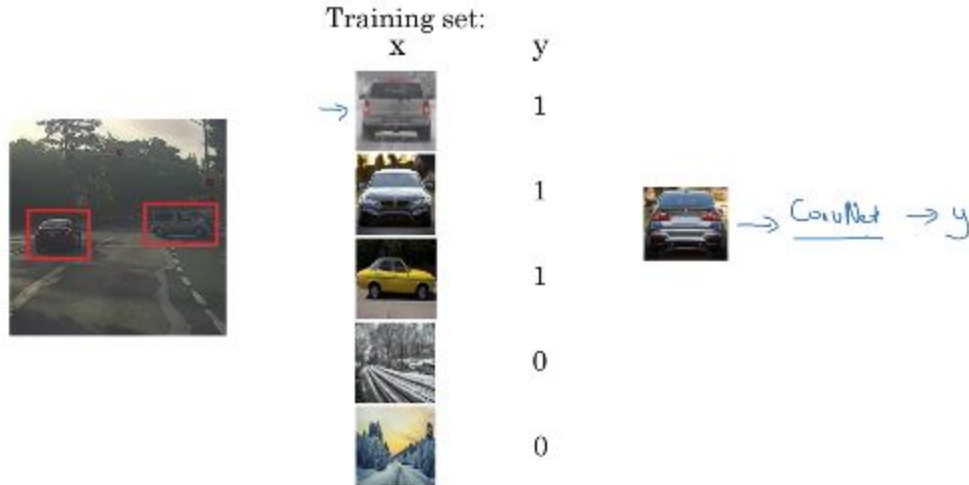 Training set:
x y
→ 1
1
1
0
0
→ ConvNet → y